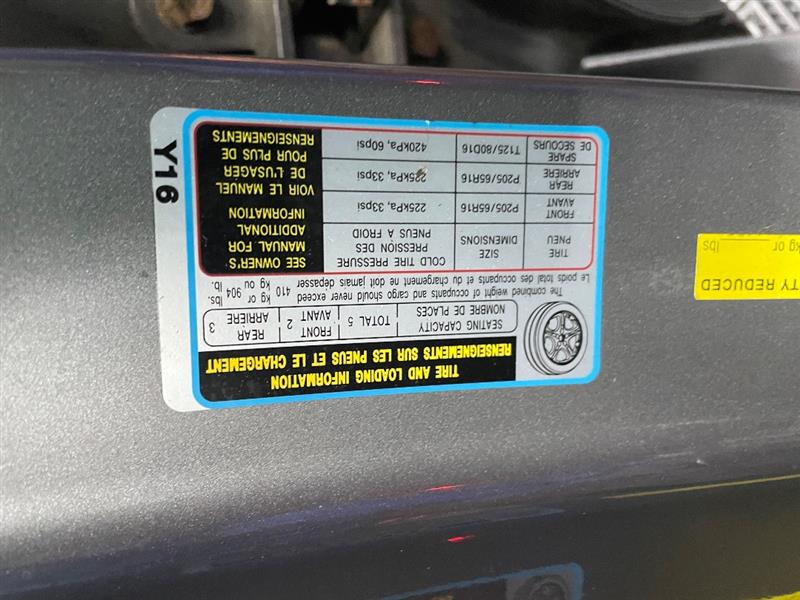 TIRE AND LOADING INFORMATION
RENSEIGNEMENTS SUR LES PNEUS ET LE CHARGEMENT
SEATING CAPACITY
NOMBRE DE PLACES
TOTAL 5
FRONT
AVANT
2
REAR
ARRIÈRE
3
The combined weight of occupants and cargo should never exceed 410 kg or 904 lbs.
Le poids total des occupants et du chargement ne doit jamais dépasser 410 kg ou 904 lb.
TIRE
PNEU
SIZE
DIMENSIONS
COLD TIRE PRESSURE
PRESSION DES
PNEUS A FROID
FRONT
AVANT
P205/65R16
225kPa, 33psi
REAR
ARRIÈRE
P205/65R16
225kPa, 33psi
SPARE
DE SECOURS
T125/80D16
420kPa, 60psi
SEE OWNER'S
MANUAL FOR
ADDITIONAL
INFORMATION
VOIR LE MANUEL
DE L'USAGER
POUR PLUS DE
RENSEIGNEMENTS
Y16
TY REDUCED
kg or
lbs